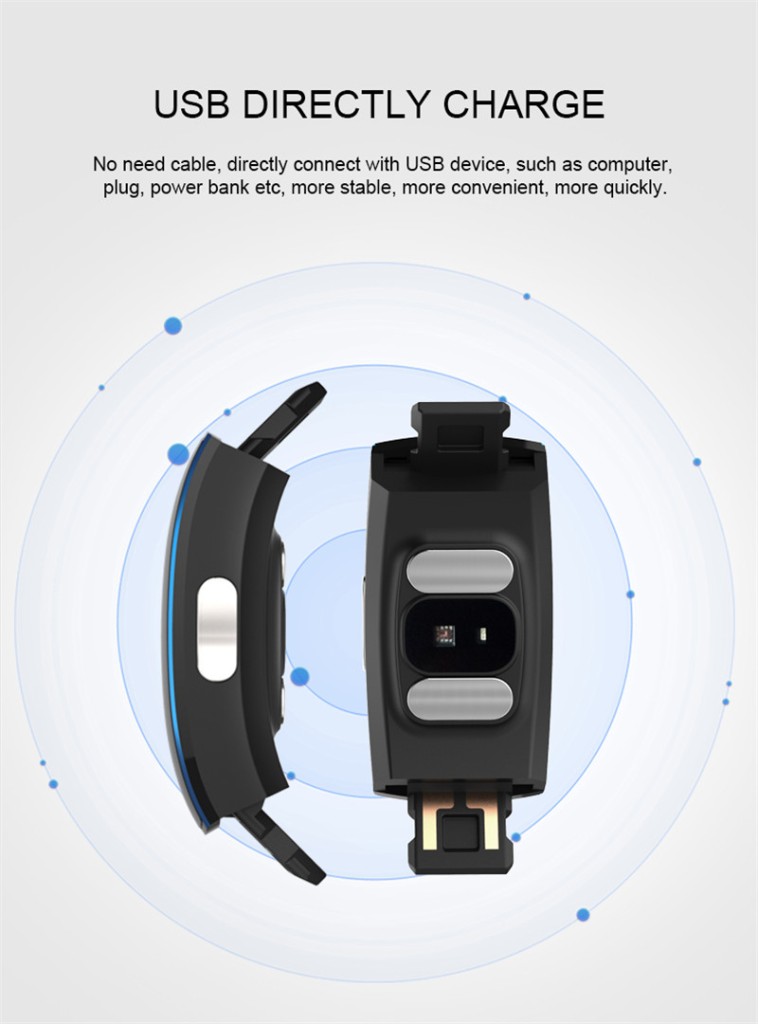 USB DIRECTLY CHARGE
No need cable, directly connect with USB device, such as computer,
plug, power bank etc, more stable, more convenient, more quickly.